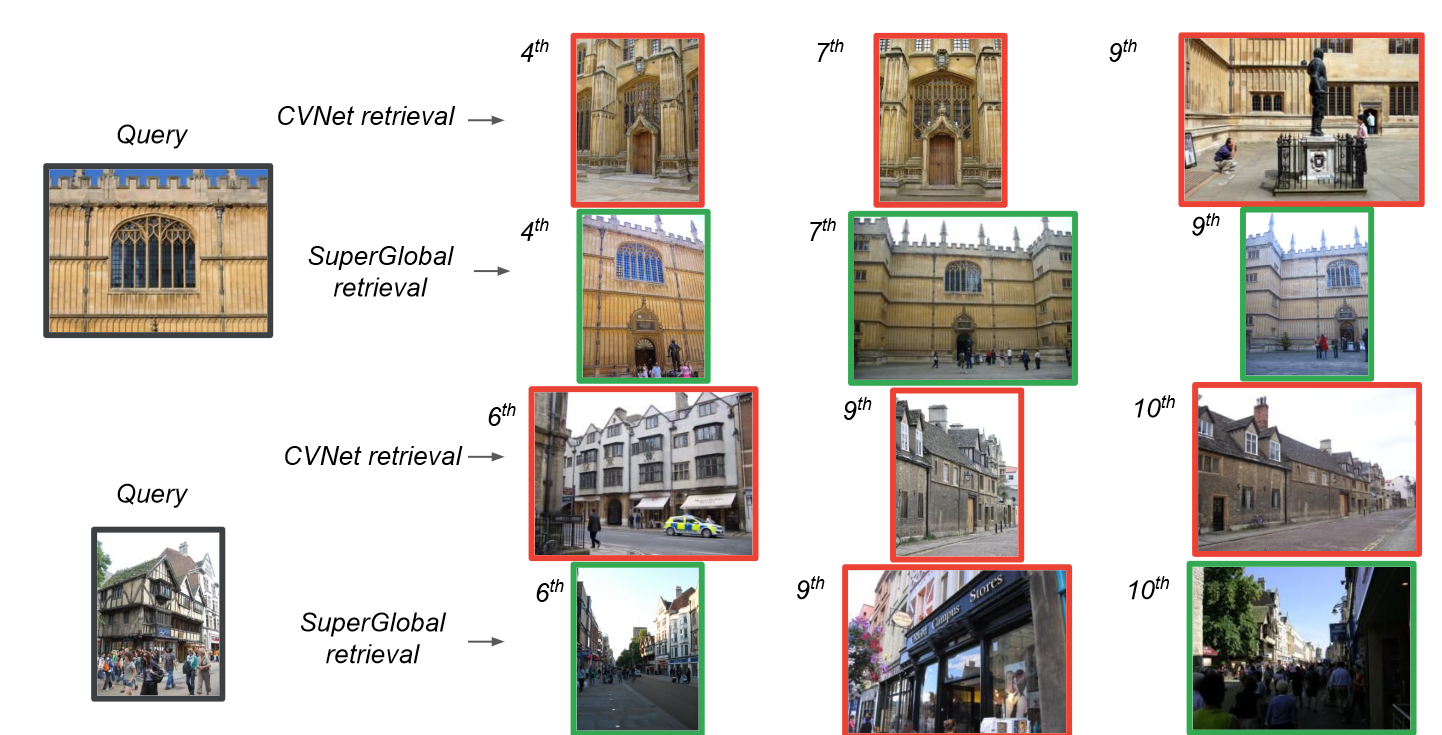 4th
7th
9th
CVNet retrieval
Query
4th
7th
9th
SuperGlobal
retrieval
6th
9th
10th
CVNet retrieval
Query
6th
9th
10th
SuperGlobal
retrieval
Campus Stores